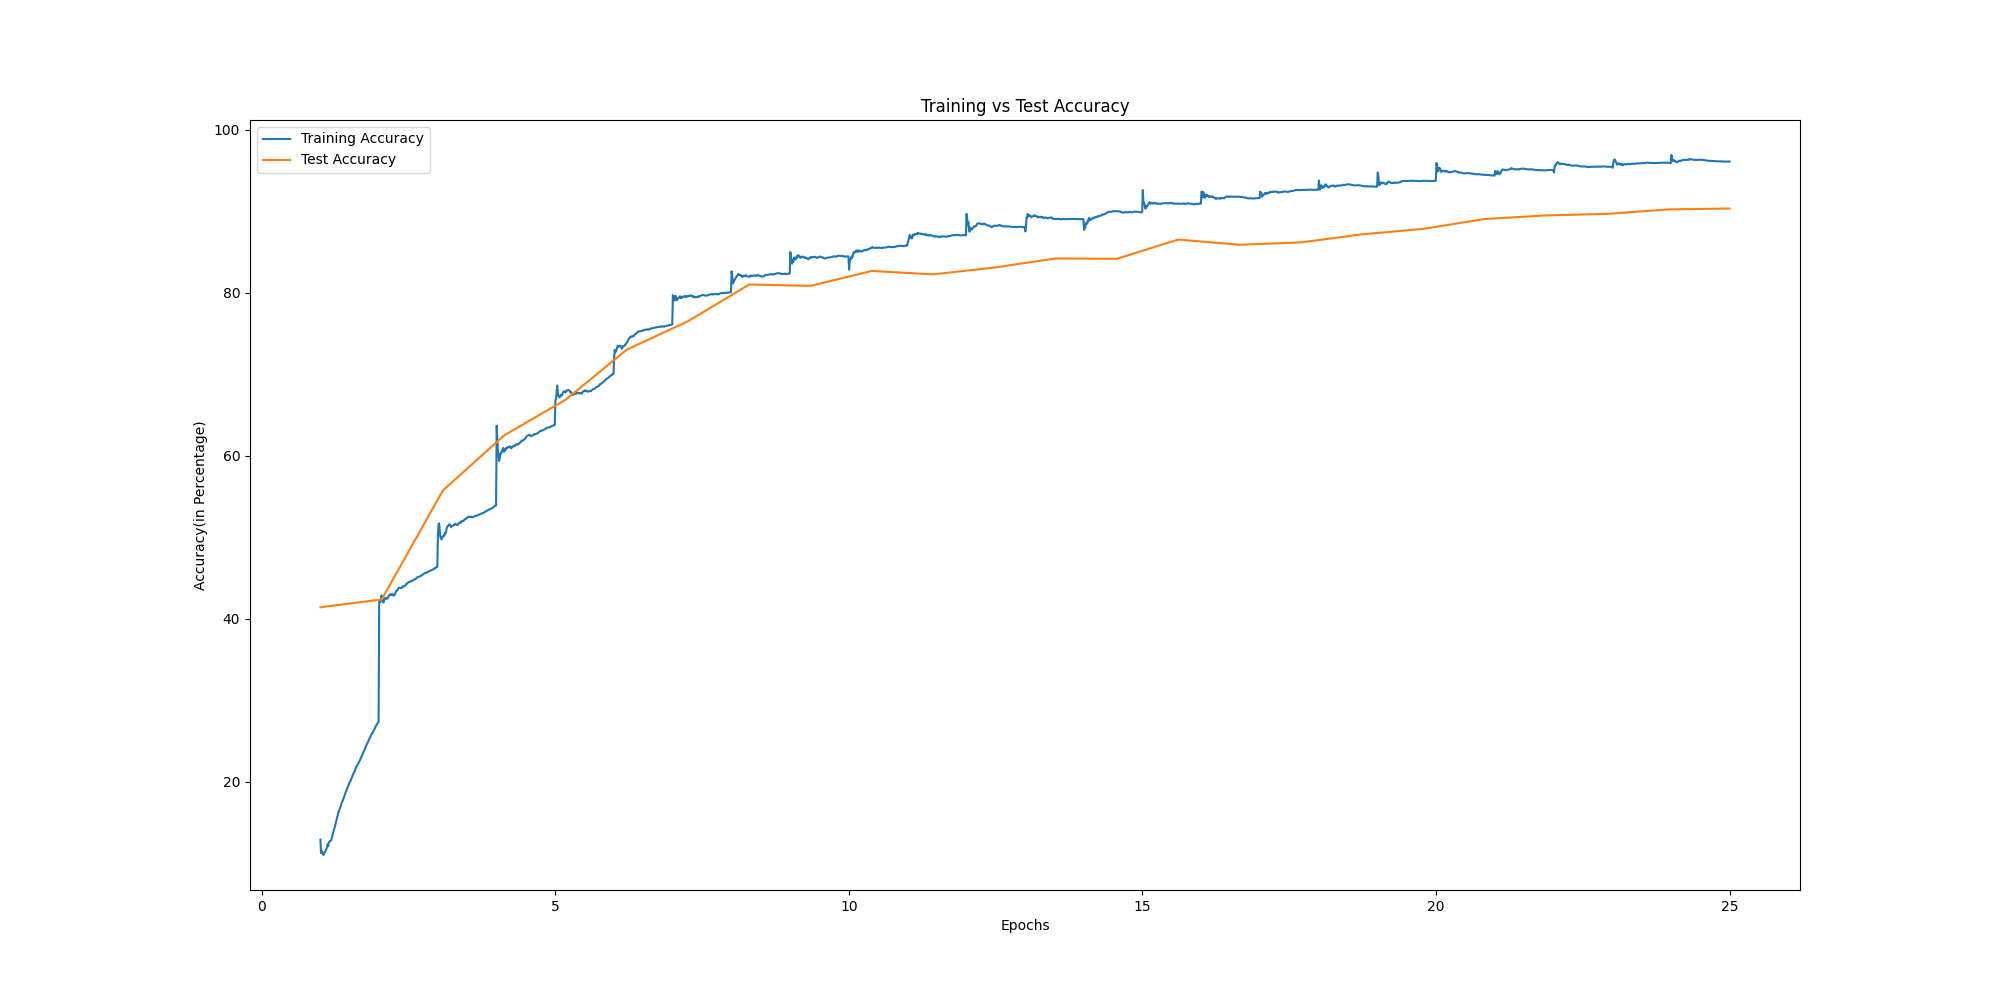 Training vs Test Accuracy
Training Accuracy
Test Accuracy
100
80
60
40
20
Accuracy(in Percentage)
0 5 10 15 20 25
Epochs